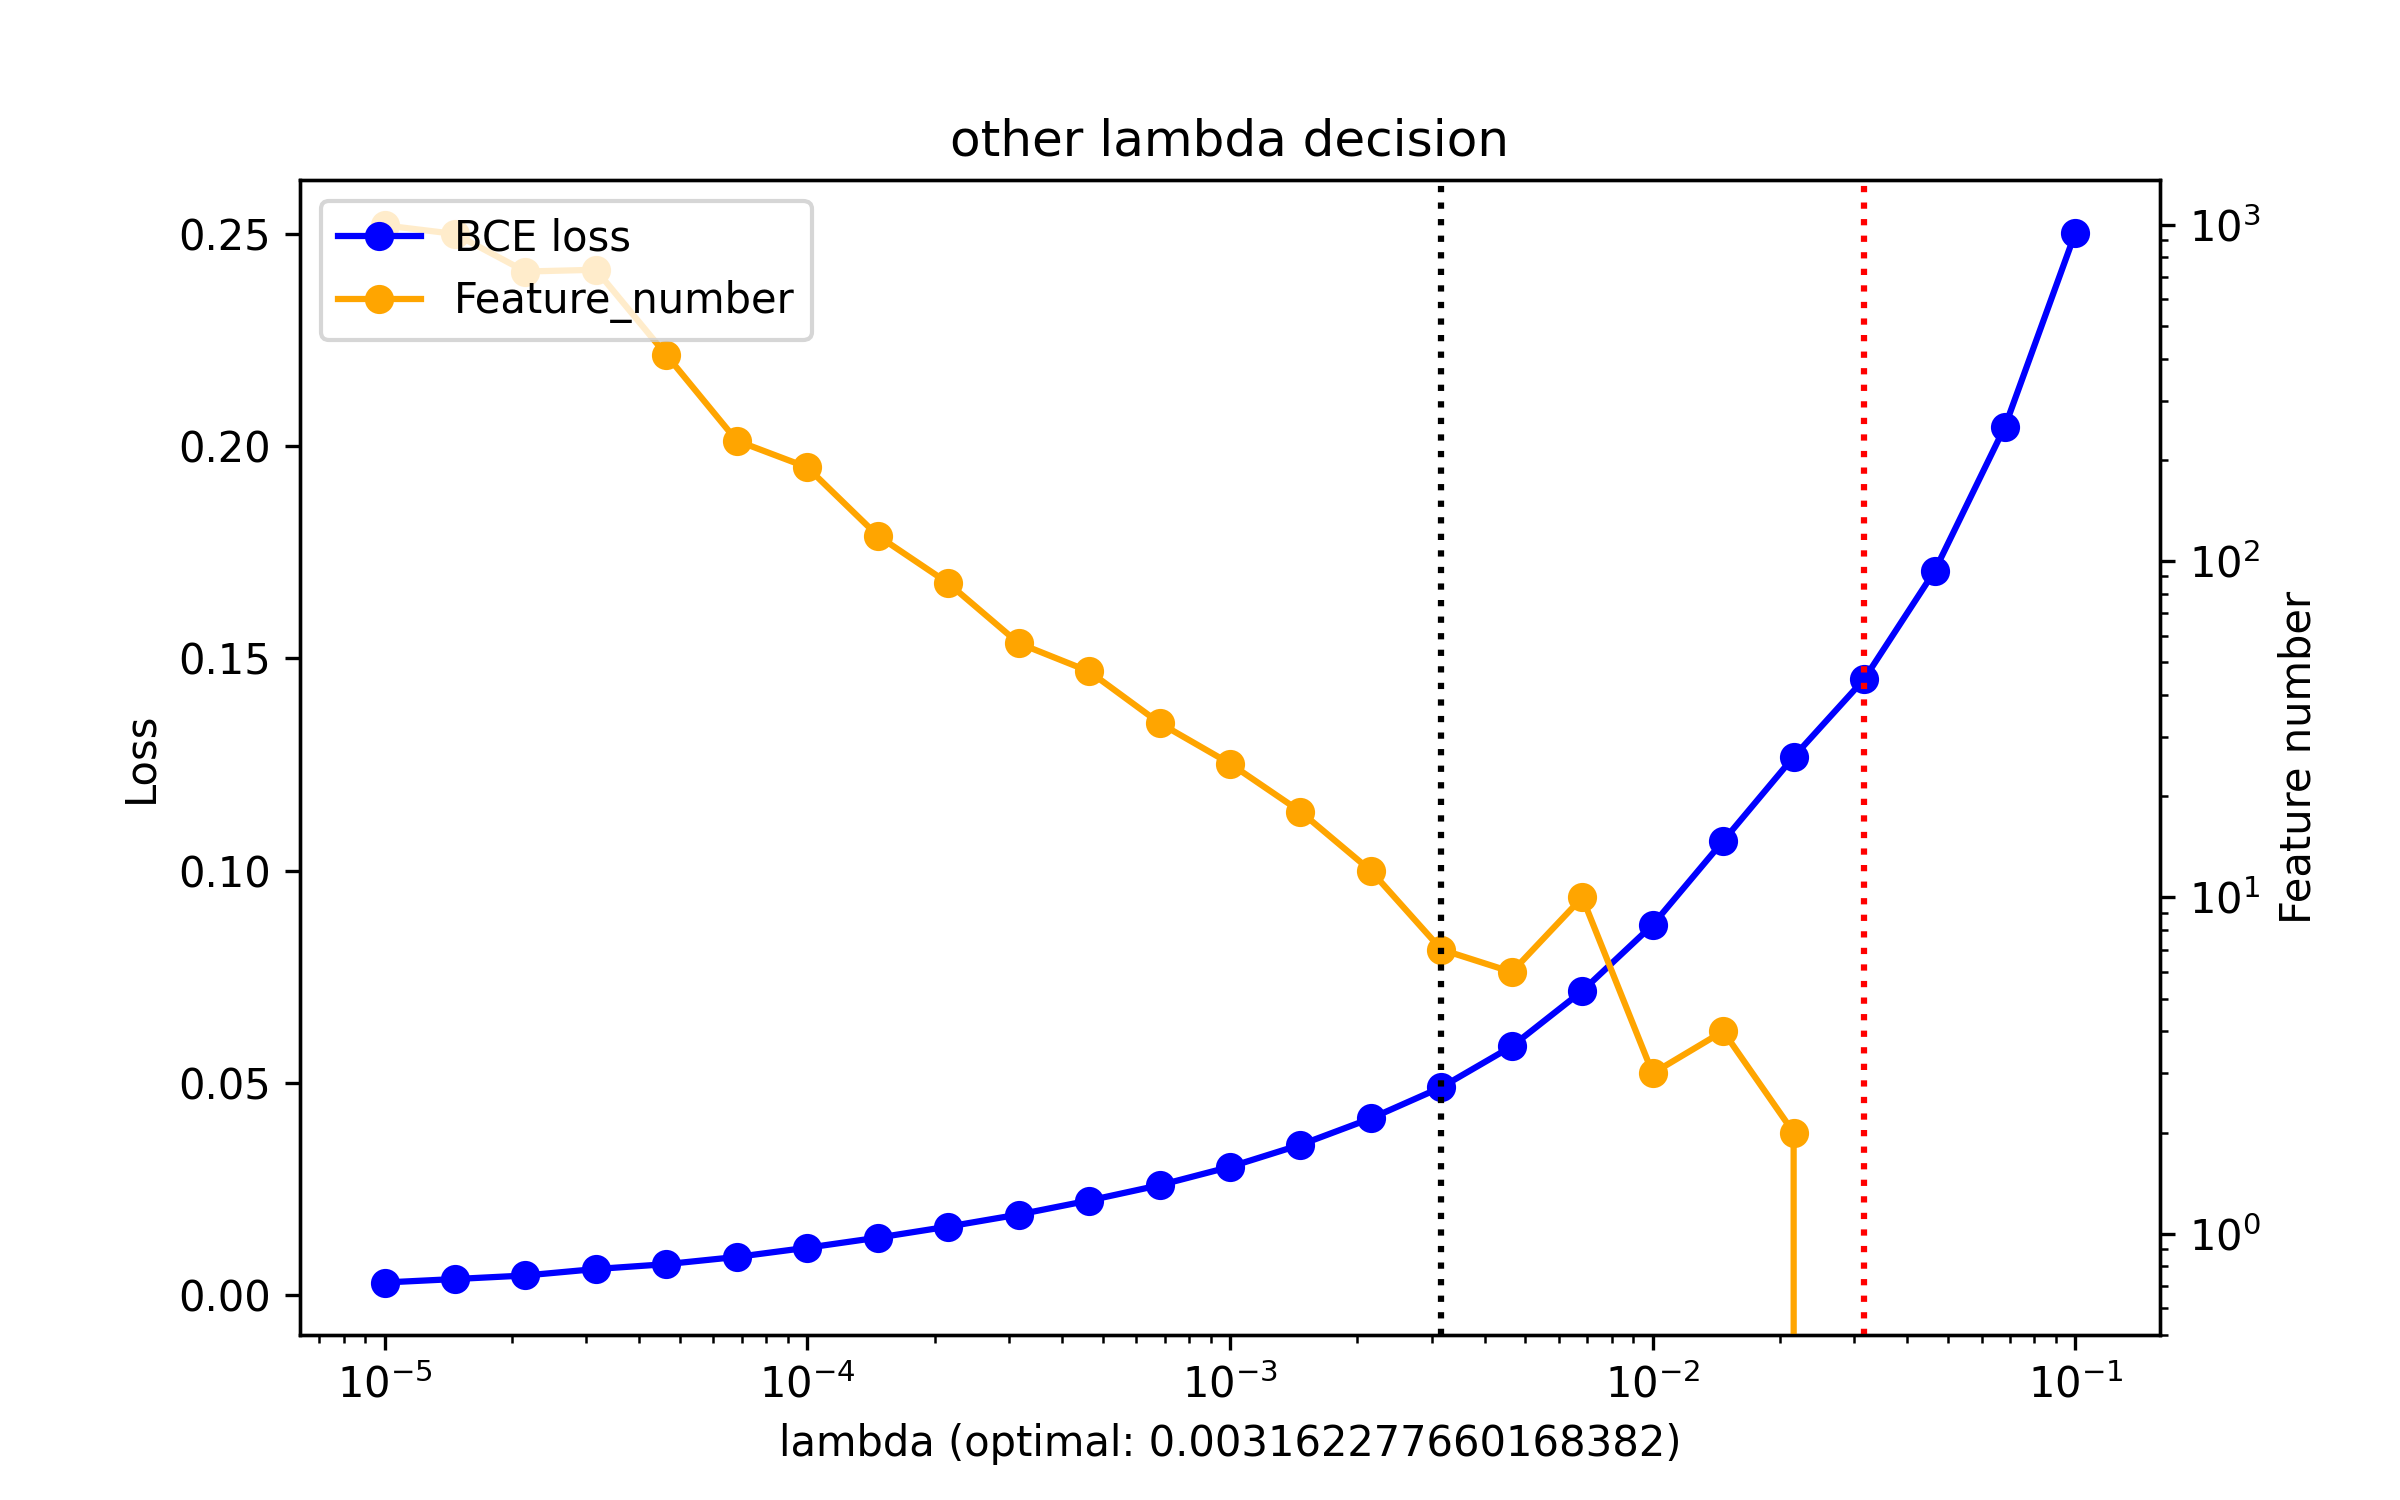 other lambda decision
BCE loss
Feature_number
Loss
0.25
0.20
0.15
0.10
0.05
0.00
10³
10²
10¹
10⁰
Feature number
10⁻⁵ 10⁻⁴ 10⁻³ 10⁻² 10⁻¹
lambda (optimal: 0.003162277660168382)